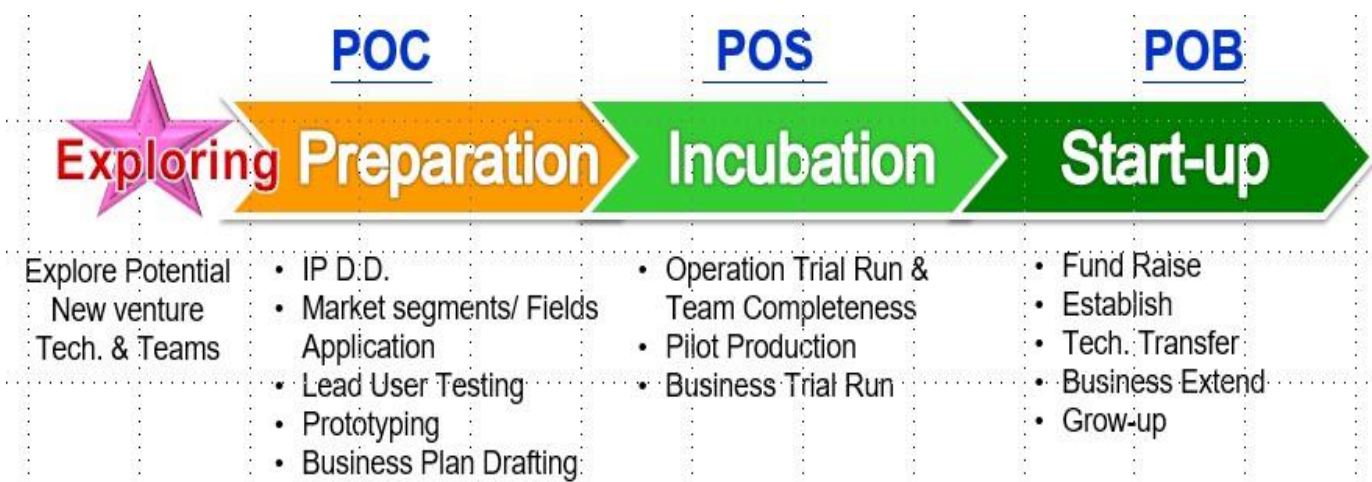 POC
POS
POB
Exploring
Preparation
Incubation
Start-up
Explore Potential
New venture
Tech. & Teams
• IP D.D.
• Market segments/ Fields
Application
• Lead User Testing
• Prototyping
• Business Plan Drafting
• Operation Trial Run &
Team Completeness
• Pilot Production
• Business Trial Run
• Fund Raise
• Establish
• Tech. Transfer
• Business Extend
• Grow-up